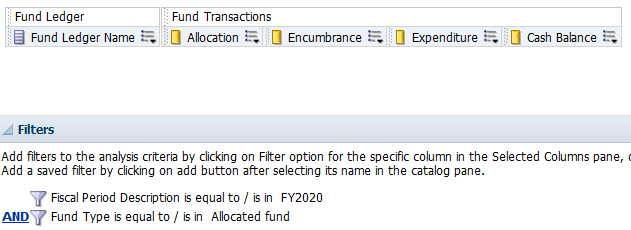 Fund Ledger Fund Transactions
Fund Ledger Name Allocation Encumbrance Expenditure Cash Balance
Filters
Add filters to the analysis criteria by clicking on Filter option for the specific column in the Selected Columns pane,
Add a saved filter by clicking on add button after selecting its name in the catalog pane.
Fiscal Period Description is equal to / is in FY2020
AND Fund Type is equal to / is in Allocated fund